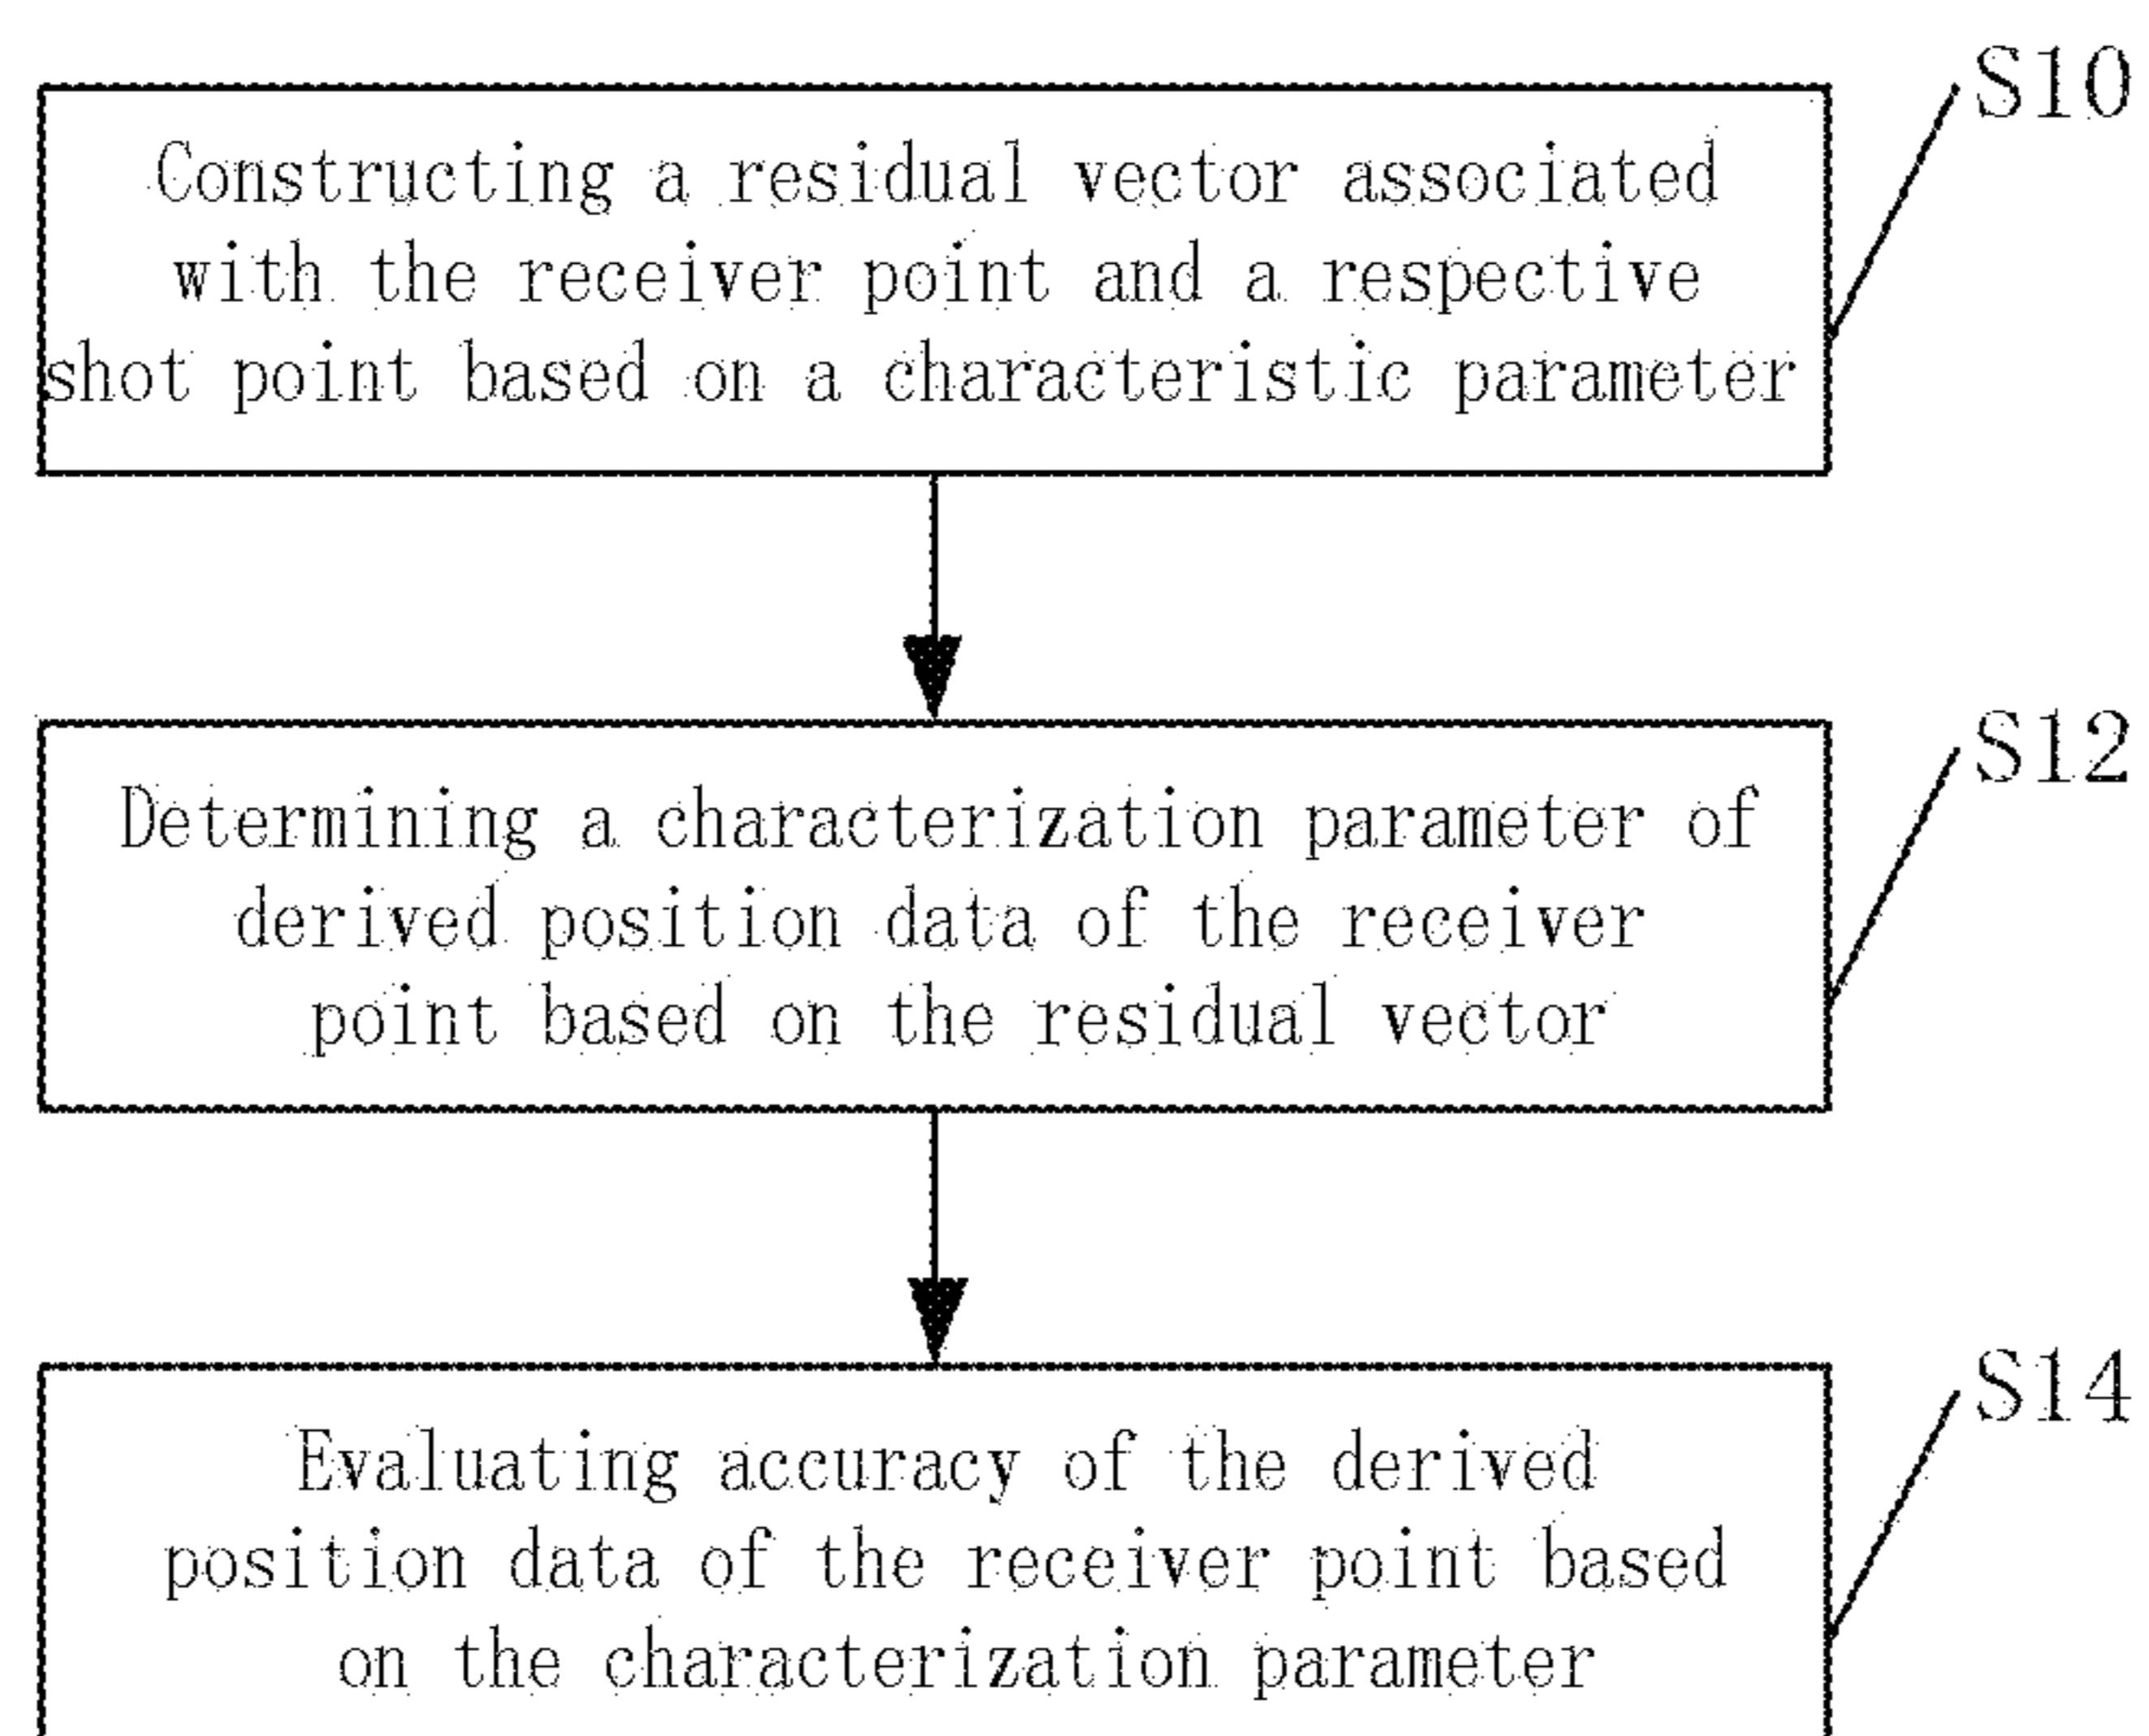 S10
Constructing a residual vector associated
with the receiver point and a respective
shot point based on a characteristic parameter
S12
Determining a characterization parameter of
derived position data of the receiver
point based on the residual vector
S14
Evaluating accuracy of the derived
position data of the receiver point based
on the characterization parameter